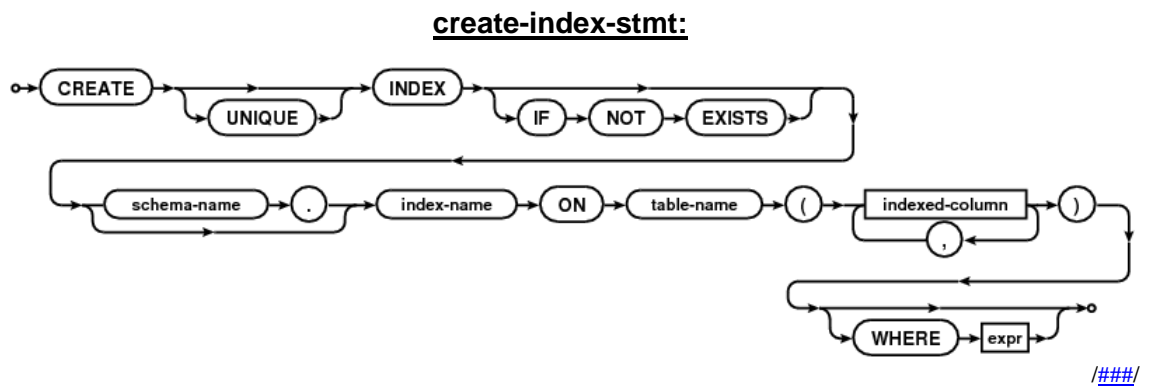 create-index-stmt:
CREATE UNIQUE INDEX IF NOT EXISTS
schema-name . index-name ON table-name ( indexed-column , )
WHERE expr
/###/